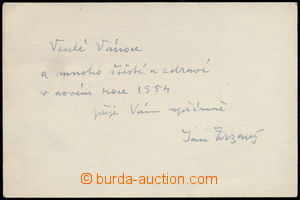 Veselé Vánoce
a mnoho štěstí a zdraví
v novém roce 1954
přeje Vám upřímně
Jan Zrzavý
burda-auction.com